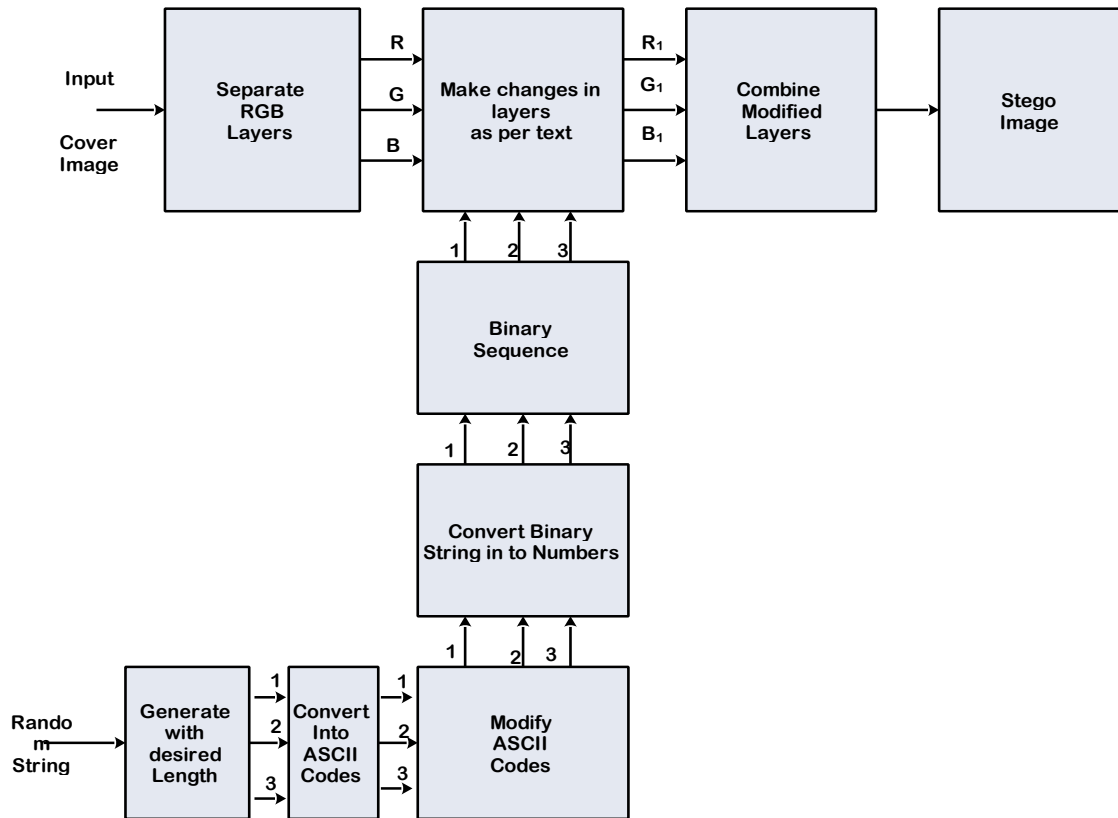 Input
Cover
Image
Separate
RGB
Layers
R
G
B
Make changes in
layers
as per text
R₁
G₁
B₁
Combine
Modified
Layers
Stego
Image
1
2
3
Binary
Sequence
1
2
3
Convert Binary
String in to Numbers
1
2
3
Rando
m
String
Generate
with
desired
Length
1
2
3
Convert
Into
ASCII
Codes
1
2
3
Modify
ASCII
Codes